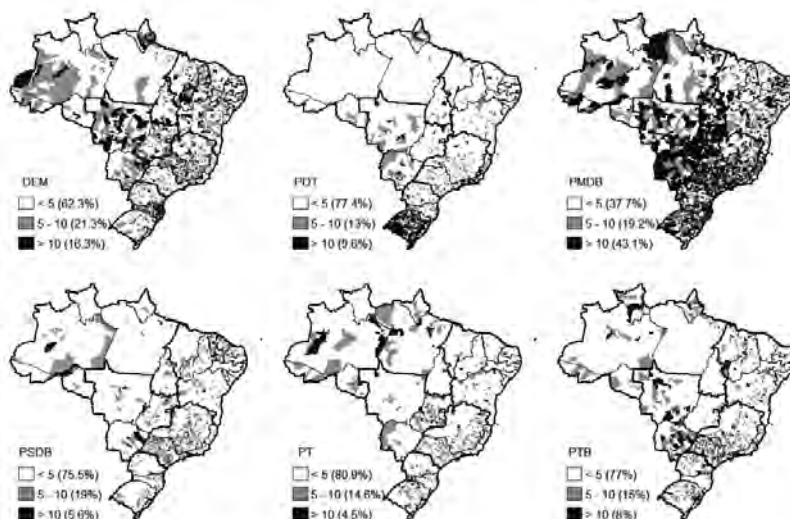 DEM
< 5 (62.3%)
5 - 10 (21.3%)
> 10 (16.3%)
PDT
< 5 (77.4%)
5 - 10 (13%)
> 10 (9.6%)
PMDB
< 5 (37.7%)
5 - 10 (19.2%)
> 10 (43.1%)
PSDB
< 5 (75.5%)
5 - 10 (19%)
> 10 (5.6%)
PT
< 5 (80.9%)
5 - 10 (14.6%)
> 10 (4.5%)
PTB
< 5 (77%)
5 - 10 (15%)
> 10 (8%)